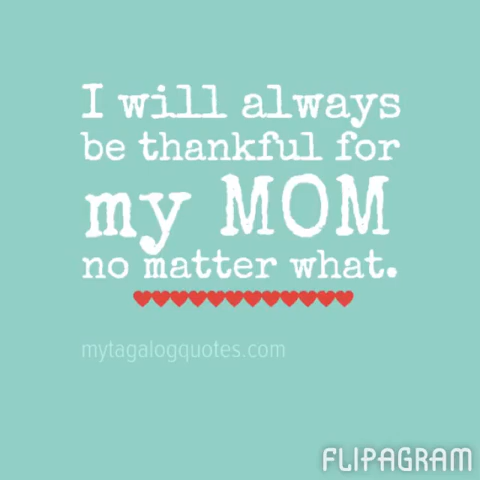 I will always
be thankful for
my MOM
no matter what.
mytagalogquotes.com
FLIPAGRAM